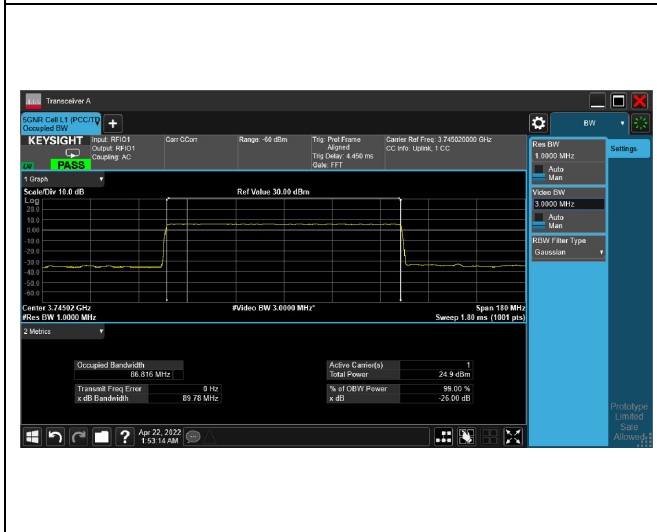 Transceiver A
5GNR Cell L1 (PCC/TD
Occupied BW
+
BW
KEYSIGHT
PASS
Input: RFIO1
Output: RFIO1
Coupling: AC
Corr CCorr
Range: -60 dBm
Trig: Prot Frame
Aligned
Trig Delay: 4.450 ms
Gate: FFT
Carrier Ref Freq: 3.745020000 GHz
CC Info: Uplink, 1 CC
Res BW
1.0000 MHz
Auto
Man
Settings
Video BW
3.0000 MHz
Auto
Man
RBW Filter Type
Gaussian
1 Graph
Scale/Div 10.0 dB
Ref Value 30.00 dBm
Log
20.0
10.0
0.00
-10.0
-20.0
-30.0
-40.0
-50.0
-60.0
Center 3.74502 GHz
#Video BW 3.0000 MHz*
Span 180 MHz
#Res BW 1.0000 MHz
Sweep 1.80 ms (1001 pts)
2 Metrics
Occupied Bandwidth
86.816 MHz
Active Carrier(s) 1
Total Power 24.9 dBm
Transmit Freq Error 0 Hz
x dB Bandwidth 89.78 MHz
% of OBW Power 99.00 %
x dB -26.00 dB
Prototype
Limited
Sale
Allowed
?
Apr 22, 2022
1:53:14 AM